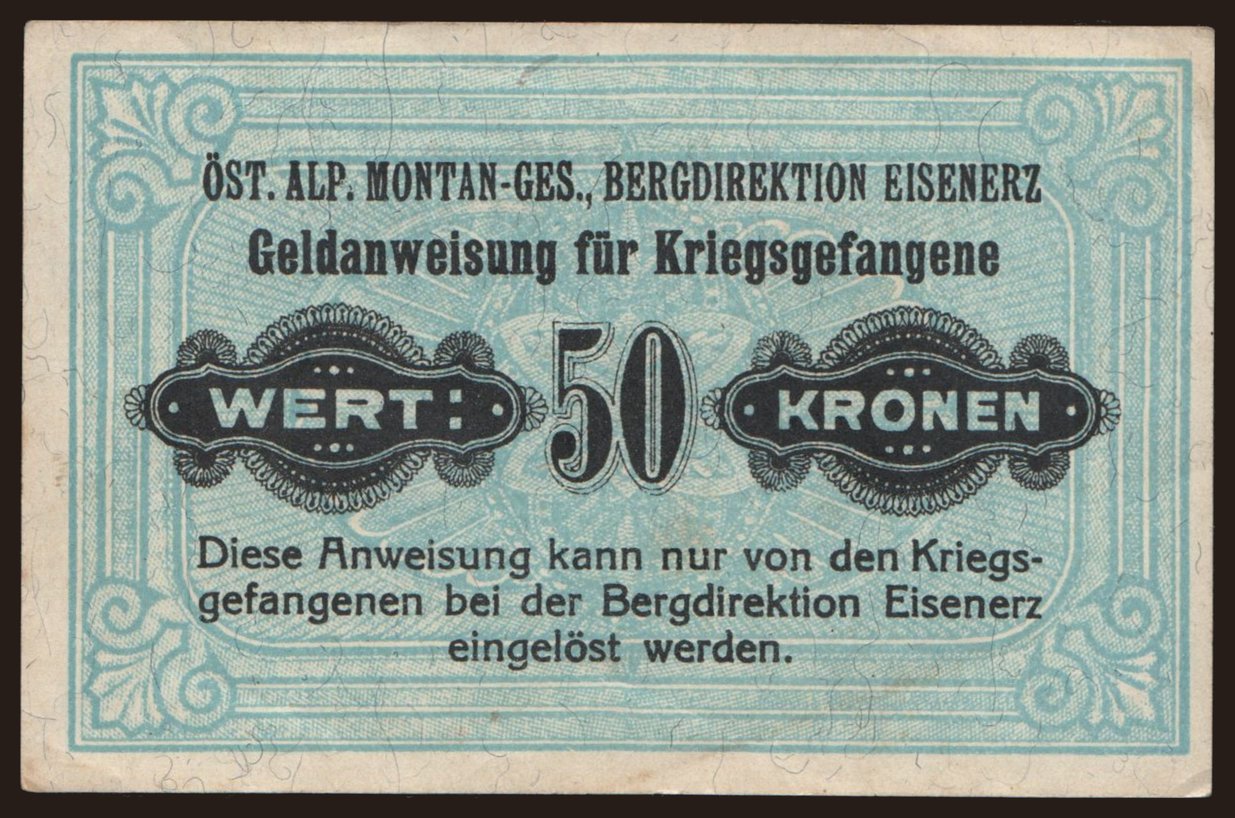 ÖST. ALP. MONTAN-GES., BERGDIREKTION EISENERZ
Geldanweisung für Kriegsgefangene
WERT: 50 KRONEN
Diese Anweisung kann nur von den Kriegs-
gefangenen bei der Bergdirektion Eisenerz
eingelöst werden.